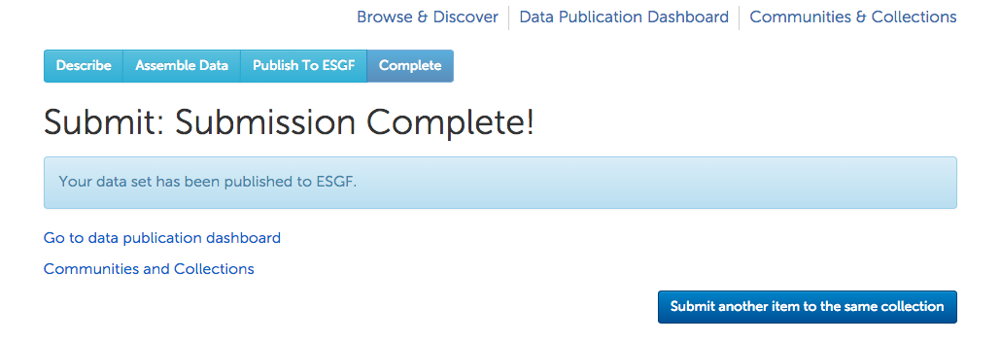 Browse & Discover Data Publication Dashboard Communities & Collections
Describe Assemble Data Publish To ESGF Complete
Submit: Submission Complete!
Your data set has been published to ESGF.
Go to data publication dashboard
Communities and Collections
Submit another item to the same collection